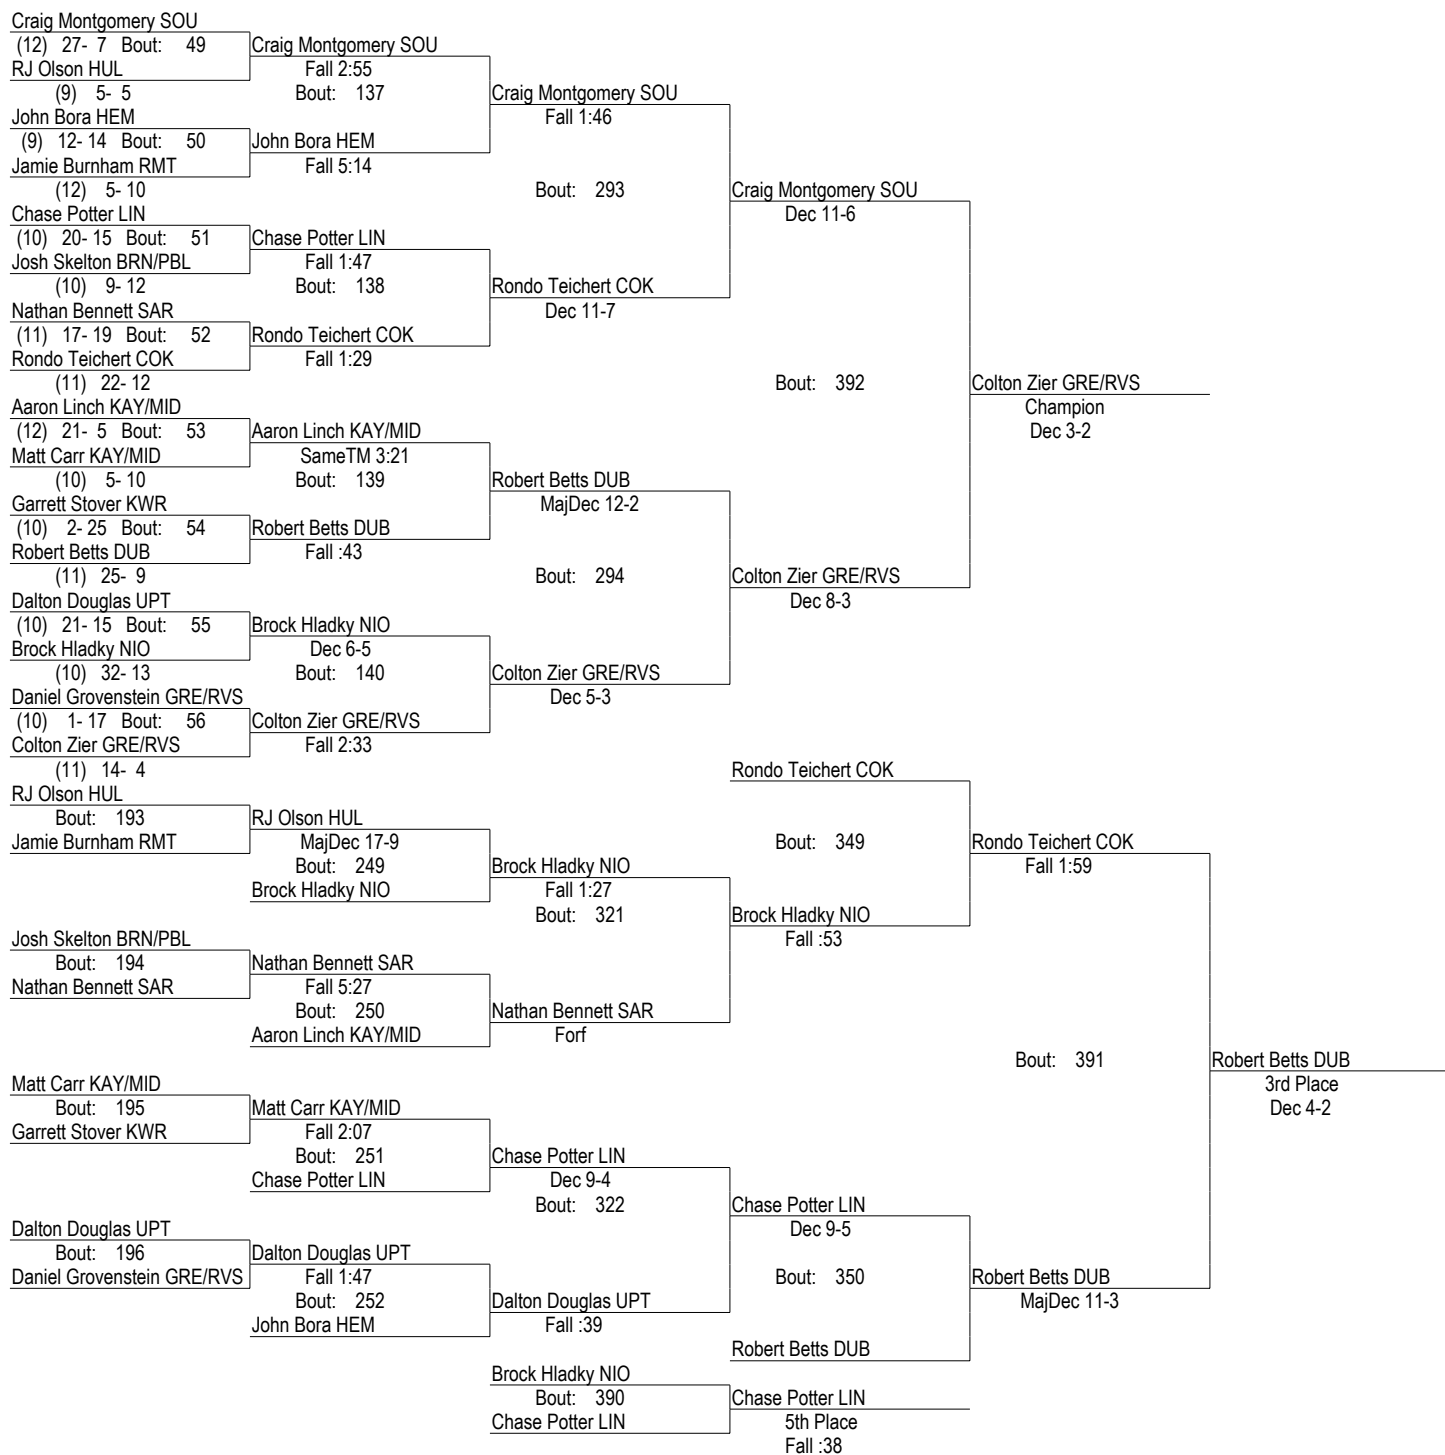 Craig Montgomery SOU
(12) 27- 7 Bout: 49 Craig Montgomery SOU
RJ Olson HUL Fall 2:55
(9) 5- 5 Bout: 137 Craig Montgomery SOU
John Bora HEM Fall 1:46
(9) 12- 14 Bout: 50 John Bora HEM
Jamie Burnham RMT Fall 5:14
(12) 5- 10 Bout: 293 Craig Montgomery SOU
Chase Potter LIN Dec 11-6
(10) 20- 15 Bout: 51 Chase Potter LIN
Josh Skelton BRN/PBL Fall 1:47
(10) 9- 12 Bout: 138 Rondo Teichert COK
Nathan Bennett SAR Dec 11-7
(11) 17- 19 Bout: 52 Rondo Teichert COK
Rondo Teichert COK Fall 1:29
(11) 22- 12 Bout: 392 Colton Zier GRE/RVS
Aaron Linch KAY/MID Champion
(12) 21- 5 Bout: 53 Aaron Linch KAY/MID Dec 3-2
Matt Carr KAY/MID SameTM 3:21
(10) 5- 10 Bout: 139 Robert Betts DUB
Garrett Stover KWR MajDec 12-2
(10) 2- 25 Bout: 54 Robert Betts DUB
Robert Betts DUB Fall :43
(11) 25- 9 Bout: 294 Colton Zier GRE/RVS
Dalton Douglas UPT Dec 8-3
(10) 21- 15 Bout: 55 Brock Hladky NIO
Brock Hladky NIO Dec 6-5
(10) 32- 13 Bout: 140 Colton Zier GRE/RVS
Daniel Grovenstein GRE/RVS Dec 5-3
(10) 1- 17 Bout: 56 Colton Zier GRE/RVS
Colton Zier GRE/RVS Fall 2:33
(11) 14- 4 Rondo Teichert COK
RJ Olson HUL
Bout: 193 RJ Olson HUL
Jamie Burnham RMT MajDec 17-9 Bout: 349 Rondo Teichert COK
Bout: 249 Brock Hladky NIO Fall 1:59
Brock Hladky NIO Fall 1:27
Bout: 321 Brock Hladky NIO
Josh Skelton BRN/PBL Fall :53
Bout: 194 Nathan Bennett SAR
Nathan Bennett SAR Fall 5:27
Bout: 250 Nathan Bennett SAR
Aaron Linch KAY/MID Forf
Bout: 391 Robert Betts DUB
Matt Carr KAY/MID 3rd Place
Bout: 195 Matt Carr KAY/MID Dec 4-2
Garrett Stover KWR Fall 2:07
Bout: 251 Chase Potter LIN
Chase Potter LIN Dec 9-4
Bout: 322 Chase Potter LIN
Dalton Douglas UPT Dec 9-5
Bout: 196 Dalton Douglas UPT
Daniel Grovenstein GRE/RVS Fall 1:47 Bout: 350 Robert Betts DUB
Bout: 252 Dalton Douglas UPT MajDec 11-3
John Bora HEM Fall :39
Robert Betts DUB
Brock Hladky NIO
Bout: 390 Chase Potter LIN
Chase Potter LIN 5th Place
Fall :38